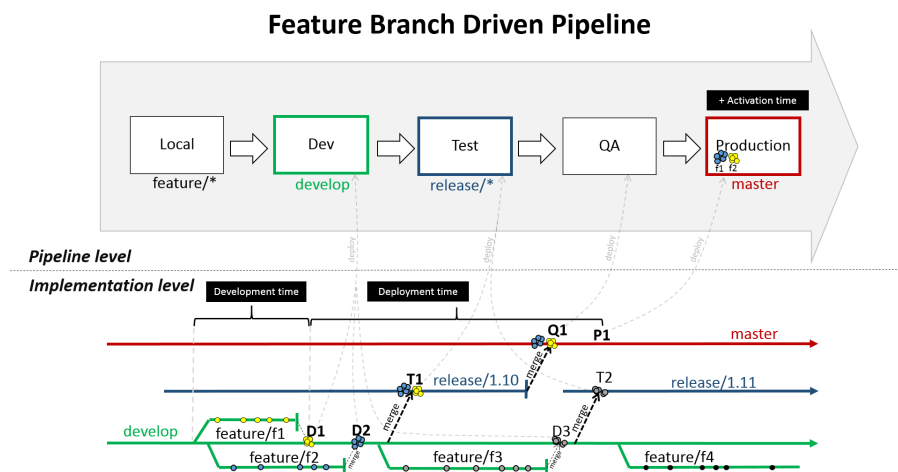 Feature Branch Driven Pipeline
+ Activation time
Local
Dev
Test
QA
Production
f1 f2
feature/*
develop
release/*
master
deploy
deploy
deploy
deploy
Pipeline level
Implementation level
Development time
Deployment time
Q1
P1
master
merge
T1
release/1.10
T2
release/1.11
merge
merge
develop
feature/f1
D1
D2
D3
feature/f2
merge
feature/f3
merge
feature/f4